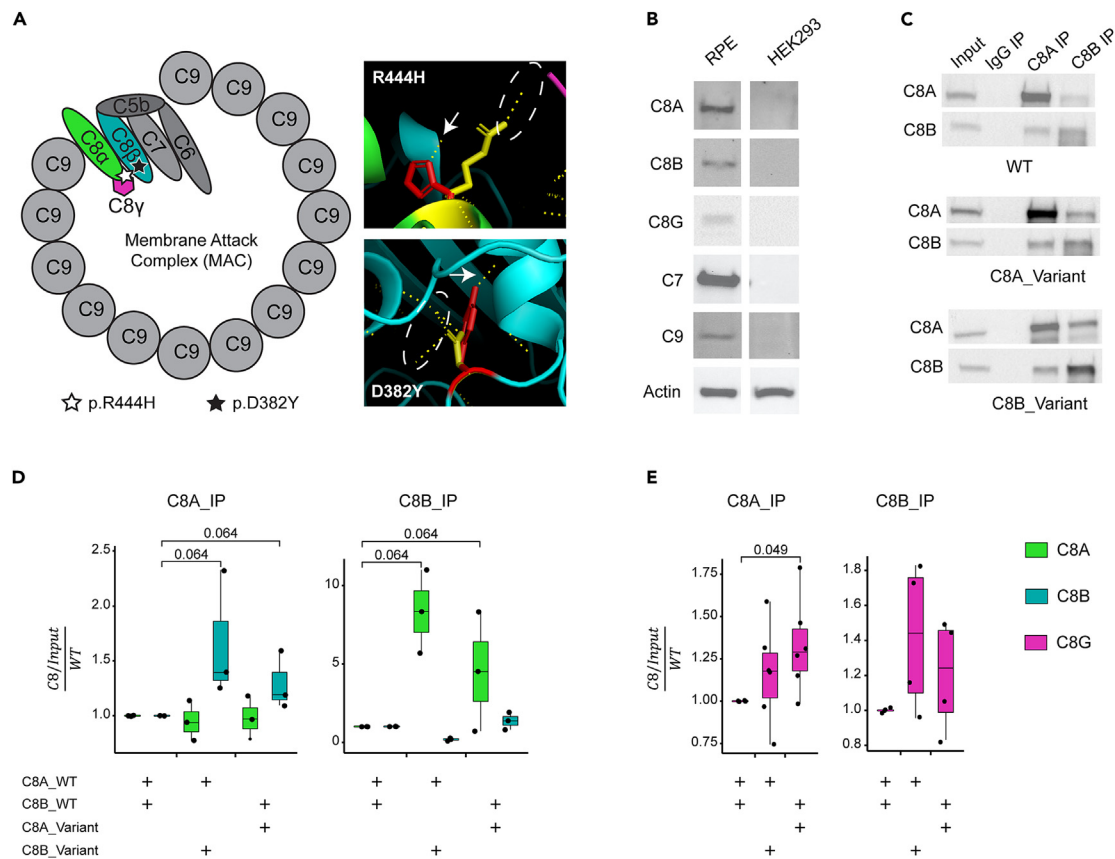 A
C9
C9
C9
C9
C9
C9
C9
C9
C9
C9
C9
C9
C9
C5b
C8α
C8β
C7
C6
C8γ
Membrane Attack
Complex (MAC)
p.R444H
p.D382Y
R444H
D382Y
B
RPE
HEK293
C8A
C8B
C8G
C7
C9
Actin
C
Input
IgG IP
C8A IP
C8B IP
C8A
C8B
WT
C8A
C8B
C8A_Variant
C8A
C8B
C8B_Variant
D
C8A_IP
C8B_IP
C8/Input
WT
2.5
2.0
1.5
1.0
0.064
0.064
10
5
0
0.064
0.064
C8A_WT + + +
C8B_WT + + + +
C8A_Variant + +
C8B_Variant + +
E
C8A_IP
C8B_IP
C8/Input
WT
1.75
1.50
1.25
1.00
0.75
0.049
1.8
1.6
1.4
1.2
1.0
0.8
+ + + +
+ + + +
+ +
+ +
C8A
C8B
C8G